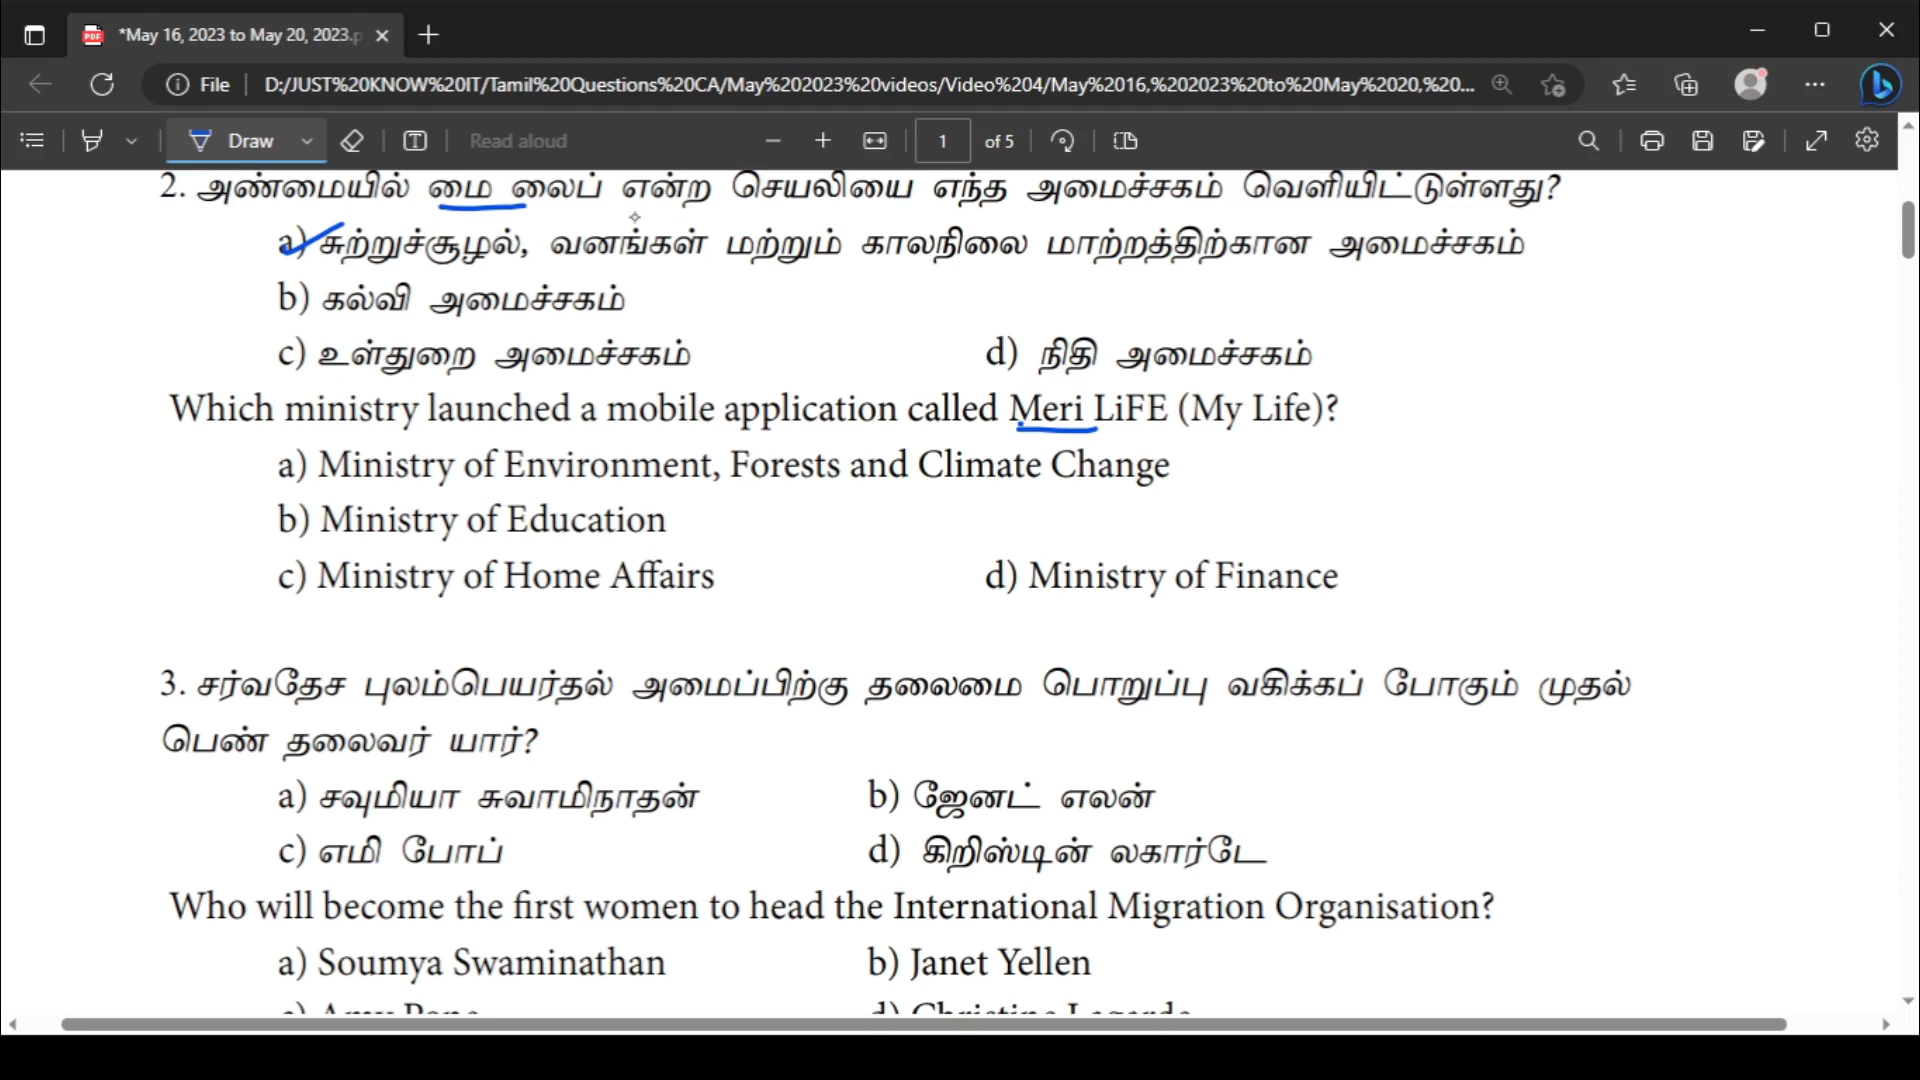 *May 16, 2023 to May 20, 2023.p
File
D:/JUST%20KNOW%20IT/Tamil%20Questions%20CA/May%202023%20videos/Video%204/May%2016,%202023%20to%20May%2020,%20...
Draw
Read aloud
1 of 5
2. அண்மையில் மை லைப் என்ற செயலியை எந்த அமைச்சகம் வெளியிட்டுள்ளது?
a) சுற்றுச்சூழல், வனங்கள் மற்றும் காலநிலை மாற்றத்திற்கான அமைச்சகம்
b) கல்வி அமைச்சகம்
c) உள்துறை அமைச்சகம் d) நிதி அமைச்சகம்
Which ministry launched a mobile application called Meri LiFE (My Life)?
a) Ministry of Environment, Forests and Climate Change
b) Ministry of Education
c) Ministry of Home Affairs d) Ministry of Finance
3. சர்வதேச புலம்பெயர்தல் அமைப்பிற்கு தலைமை பொறுப்பு வகிக்கப் போகும் முதல்
பெண் தலைவர் யார்?
a) சவுமியா சுவாமிநாதன் b) ஜேனட் எலன்
c) எமி போப் d) கிறிஸ்டின் லகார்டே
Who will become the first women to head the International Migration Organisation?
a) Soumya Swaminathan b) Janet Yellen
c) Amy Pope d) Christine Lagarde